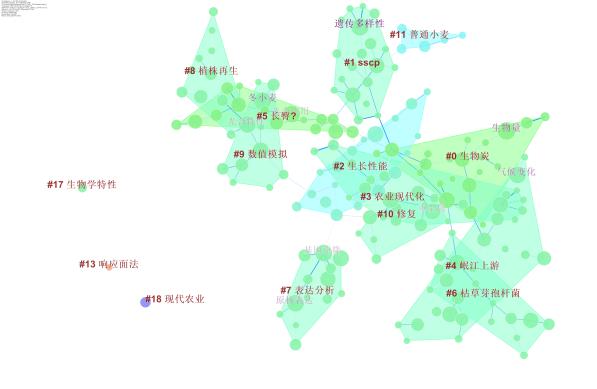 遗传多样性
#11 普通小麦
#1 sscp
#8 植株再生
冬小麦
#5 长臂?
生物量
#9 数值模拟
#2 生长性能
#0 生物炭
气候变化
#17 生物学特性
#3 农业现代化
#10 修复
#13 响应面法
#4 岷江上游
#7 表达分析
#6 枯草芽孢杆菌
原核表达
#18 现代农业